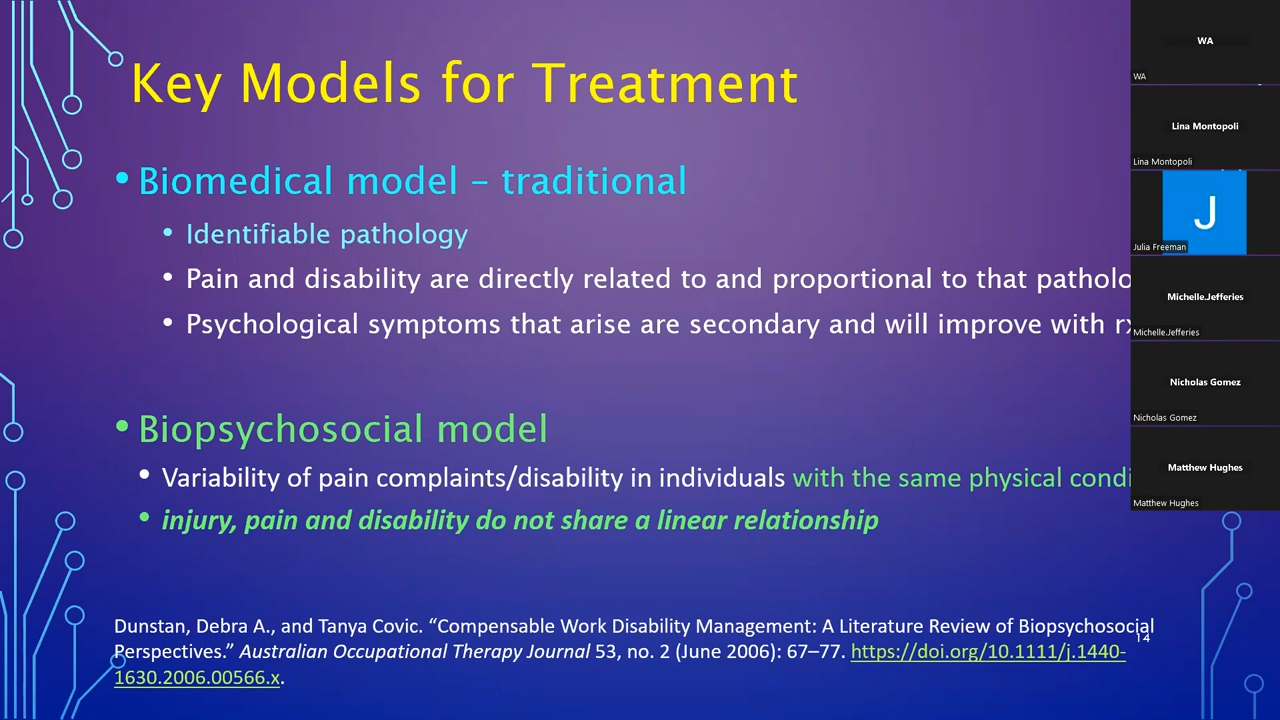 Key Models for Treatment
• Biomedical model – traditional
• Identifiable pathology
• Pain and disability are directly related to and proportional to that
• Psychological symptoms that arise are secondary and will improve with
• Biopsychosocial model
• Variability of pain complaints/disability in individuals with the same physical
• injury, pain and disability do not share a linear relationship
Dunstan, Debra A., and Tanya Covic. “Compensable Work Disability Management: A Literature Review of Biopsychosocial
Perspectives.” Australian Occupational Therapy Journal 53, no. 2 (June 2006): 67–77. https://doi.org/10.1111/j.1440-
1630.2006.00566.x.
14
WA
WA
Lina Montopoli
Lina Montopoli
J
Julia Freeman
Michelle.Jefferies
Michelle.Jefferies
Nicholas Gomez
Nicholas Gomez
Matthew Hughes
Matthew Hughes